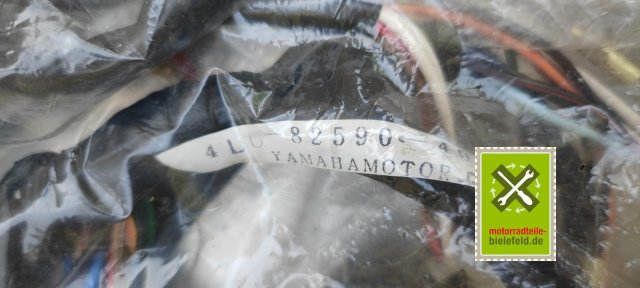 4L0 82590-
YAMAHAMOTOR
motorradteile-
bielefeld.de